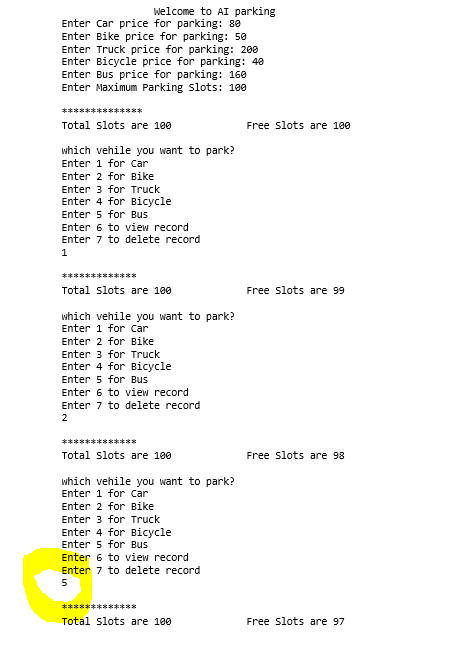 Welcome to AI parking
Enter Car price for parking: 80
Enter Bike price for parking: 50
Enter Truck price for parking: 200
Enter Bicycle price for parking: 40
Enter Bus price for parking: 160
Enter Maximum Parking Slots: 100
**************
Total Slots are 100 Free Slots are 100
which vehile you want to park?
Enter 1 for Car
Enter 2 for Bike
Enter 3 for Truck
Enter 4 for Bicycle
Enter 5 for Bus
Enter 6 to view record
Enter 7 to delete record
1
*************
Total Slots are 100 Free Slots are 99
which vehile you want to park?
Enter 1 for Car
Enter 2 for Bike
Enter 3 for Truck
Enter 4 for Bicycle
Enter 5 for Bus
Enter 6 to view record
Enter 7 to delete record
2
*************
Total Slots are 100 Free Slots are 98
which vehile you want to park?
Enter 1 for Car
Enter 2 for Bike
Enter 3 for Truck
Enter 4 for Bicycle
Enter 5 for Bus
Enter 6 to view record
Enter 7 to delete record
5
*************
Total Slots are 100 Free Slots are 97